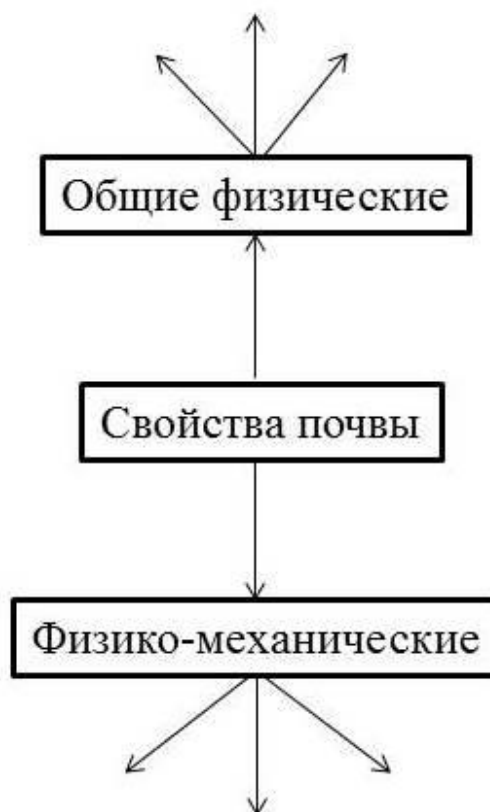 Общие физические
Свойства почвы
Физико-механические